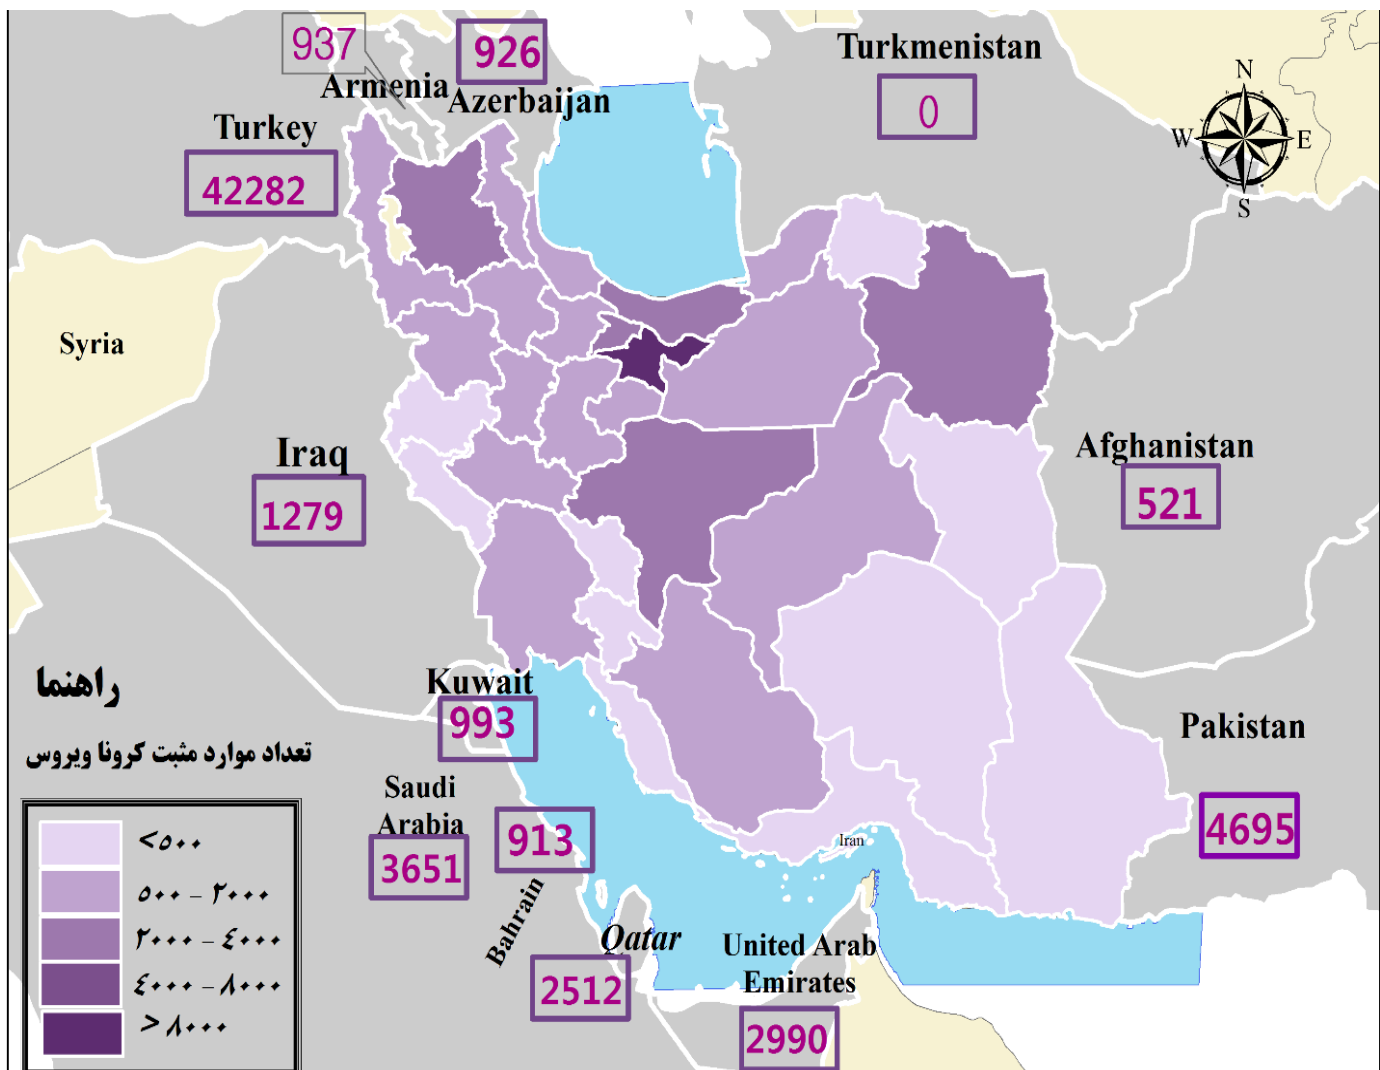 937
926
Armenia
Azerbaijan
Turkmenistan
0
N
W
E
S
Turkey
42282
Syria
Iraq
1279
Afghanistan
521
راهنما
تعداد موارد مثبت کرونا ویروس
<۵۰۰
۵۰۰ – ۲۰۰۰
۲۰۰۰ – ٤۰۰۰
٤۰۰۰ – ۸۰۰۰
> ۸۰۰۰
Kuwait
993
Saudi
Arabia
3651
913
Bahrain
Qatar
2512
United Arab
Emirates
2990
Iran
Pakistan
4695